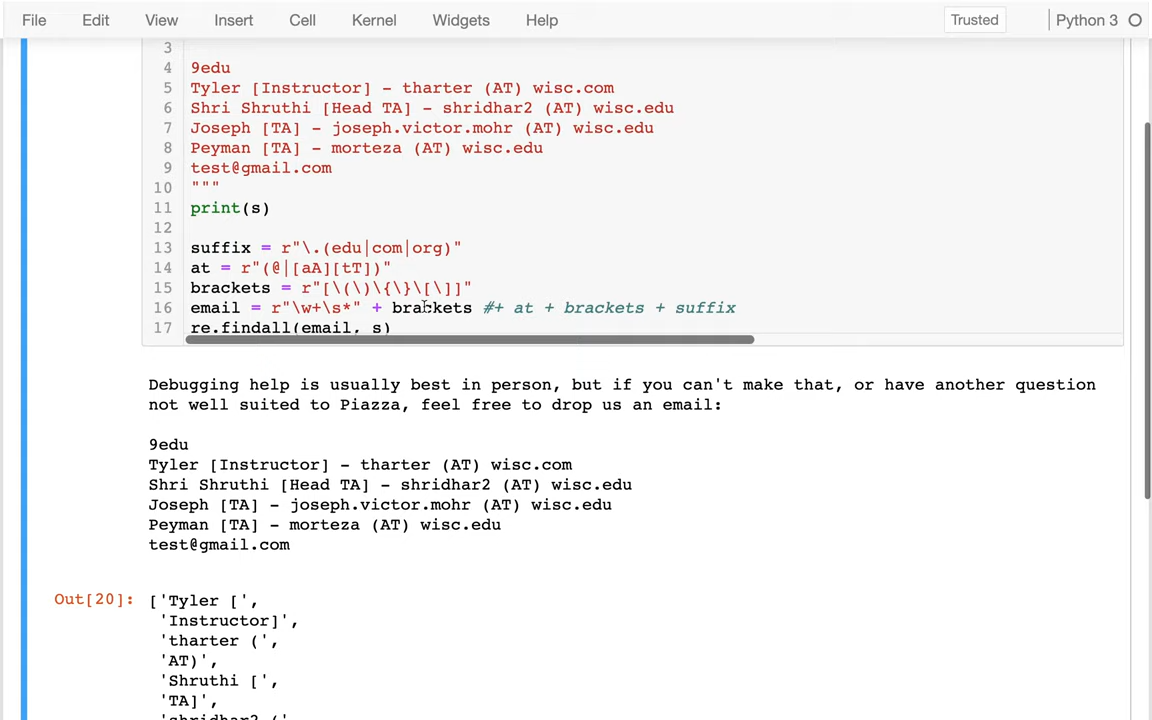 File Edit View Insert Cell Kernel Widgets Help Trusted Python 3
3
4 9edu
5 Tyler [Instructor] - tharter (AT) wisc.com
6 Shri Shruthi [Head TA] - shridhar2 (AT) wisc.edu
7 Joseph [TA] - joseph.victor.mohr (AT) wisc.edu
8 Peyman [TA] - morteza (AT) wisc.edu
9 test@gmail.com
10 """
11 print(s)
12
13 suffix = r"\.(edu|com|org)"
14 at = r"(@|[aA][tT])"
15 brackets = r"[\(\)\{\}\[\]]"
16 email = r"\w+\s*" + brackets #+ at + brackets + suffix
17 re.findall(email, s)
Debugging help is usually best in person, but if you can't make that, or have another question
not well suited to Piazza, feel free to drop us an email:
9edu
Tyler [Instructor] - tharter (AT) wisc.com
Shri Shruthi [Head TA] - shridhar2 (AT) wisc.edu
Joseph [TA] - joseph.victor.mohr (AT) wisc.edu
Peyman [TA] - morteza (AT) wisc.edu
test@gmail.com
Out[20]: ['Tyler [',
'Instructor]',
'tharter (',
'AT)',
'Shruthi [',
'TA]',
'shridhar2 ('